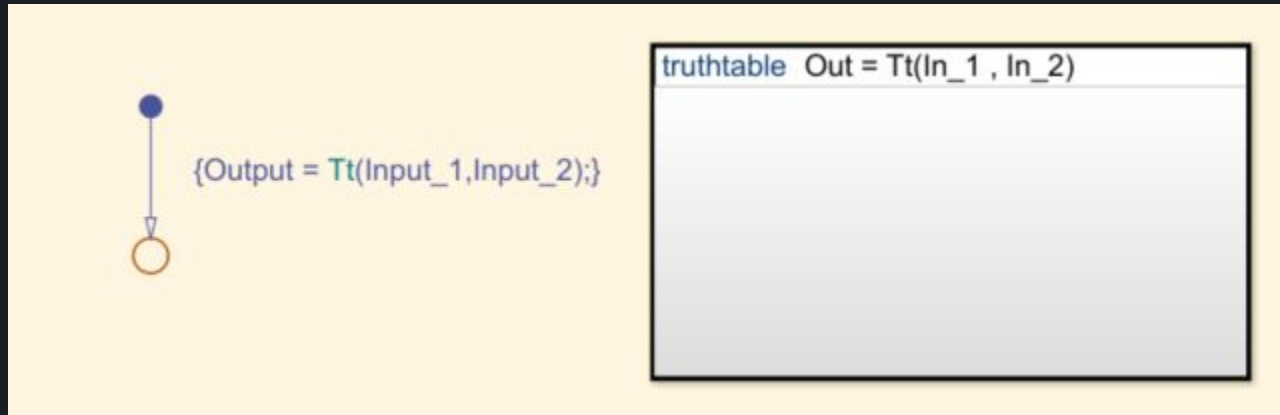 truthtable Out = Tt(In_1 , In_2)
{Output = Tt(Input_1,Input_2);}